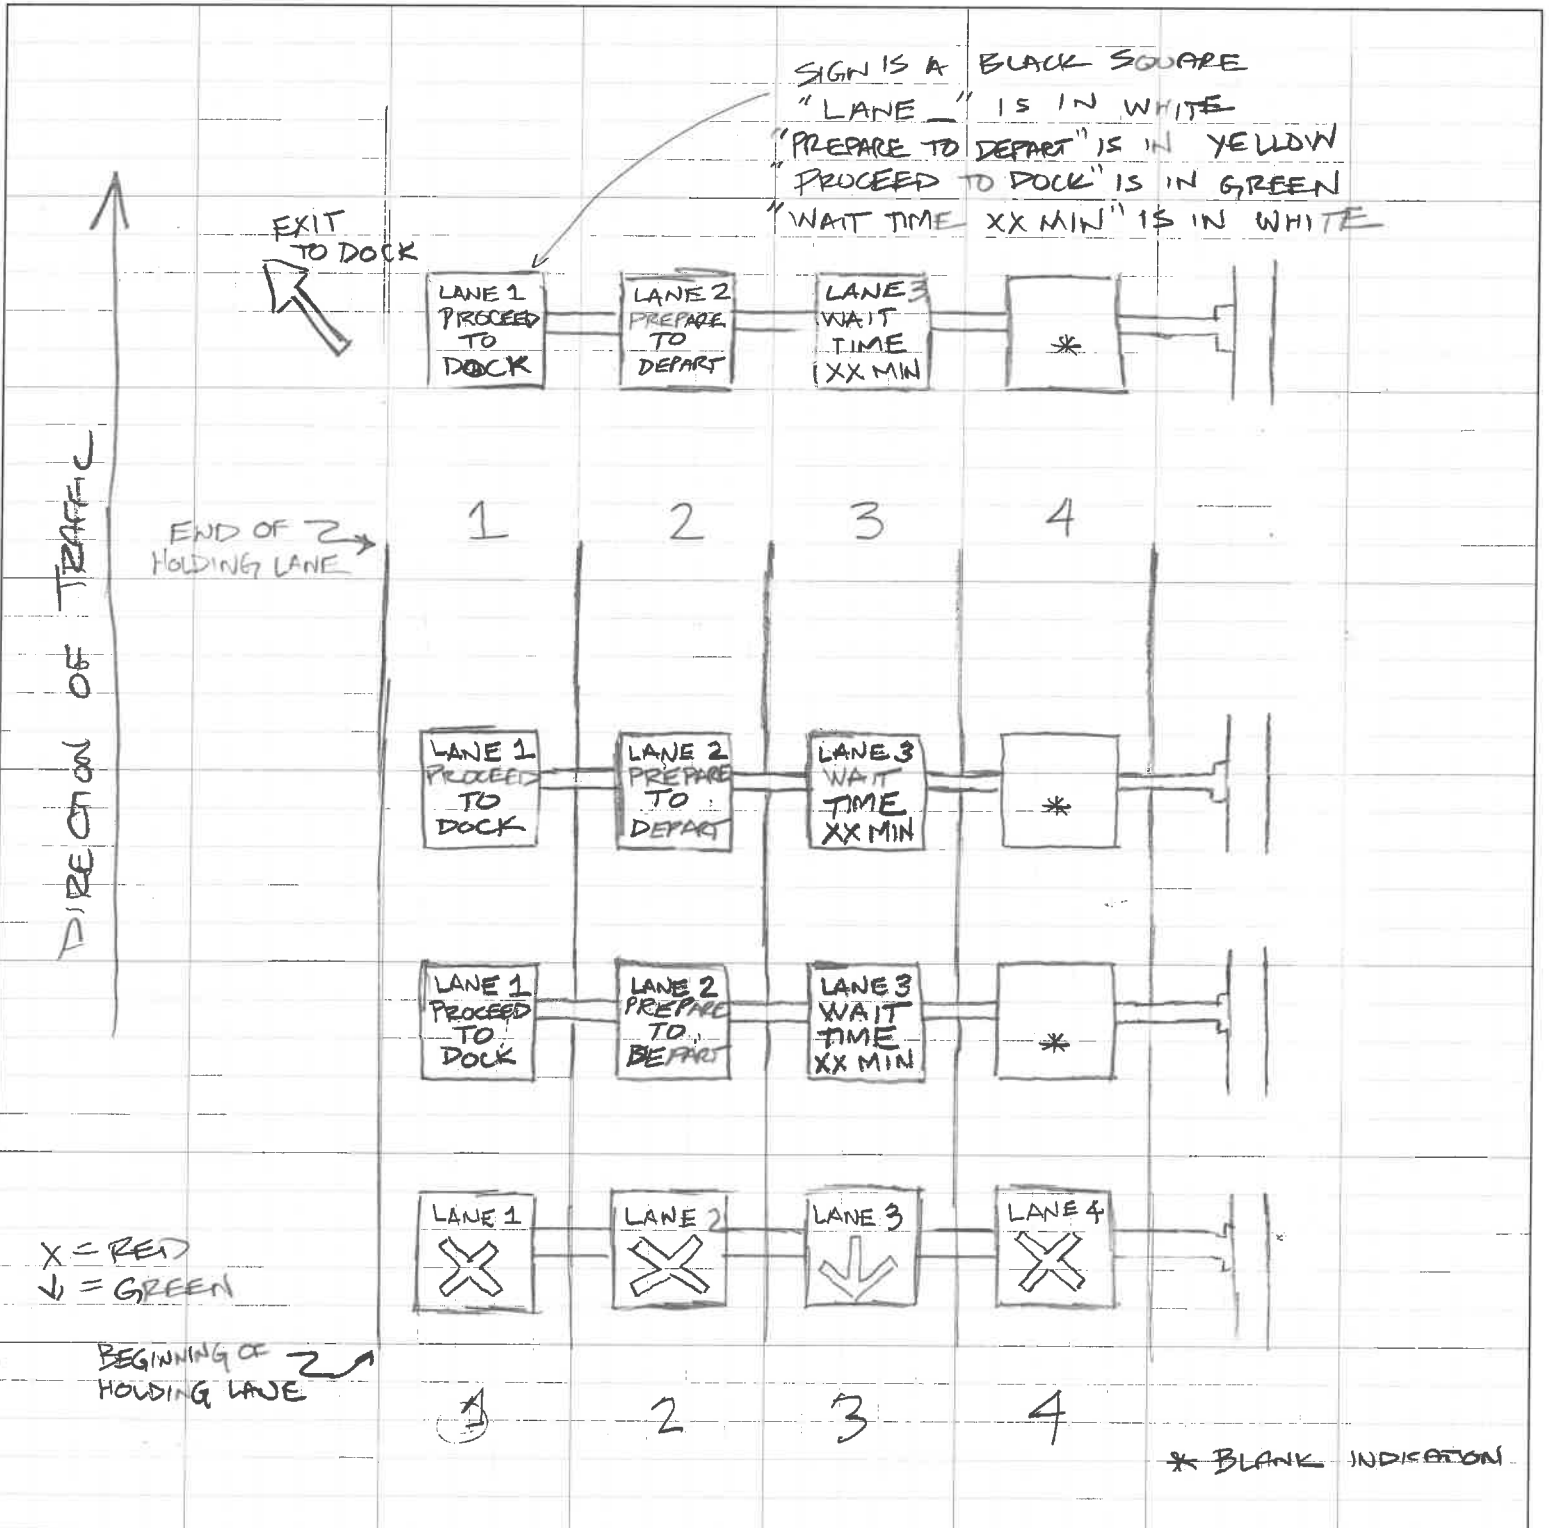 SIGN IS A BLACK SQUARE
"LANE _" IS IN WHITE
"PREPARE TO DEPART" IS IN YELLOW
"PROCEED TO DOCK" IS IN GREEN
"WAIT TIME XX MIN" IS IN WHITE
EXIT
TO DOCK
LANE 1
PROCEED
TO
DOCK
LANE 2
PREPARE
TO
DEPART
LANE 3
WAIT
TIME
XX MIN
*
DIRECTION OF TRAFFIC
END OF
HOLDING LANE
1 2 3 4
LANE 1
PROCEED
TO
DOCK
LANE 2
PREPARE
TO
DEPART
LANE 3
WAIT
TIME
XX MIN
*
LANE 1
PROCEED
TO
DOCK
LANE 2
PREPARE
TO
DEPART
LANE 3
WAIT
TIME
XX MIN
*
LANE 1
X
LANE 2
X
LANE 3
↓
LANE 4
X
X = RED
↓ = GREEN
BEGINNING OF
HOLDING LANE
1 2 3 4
* BLANK INDICATION